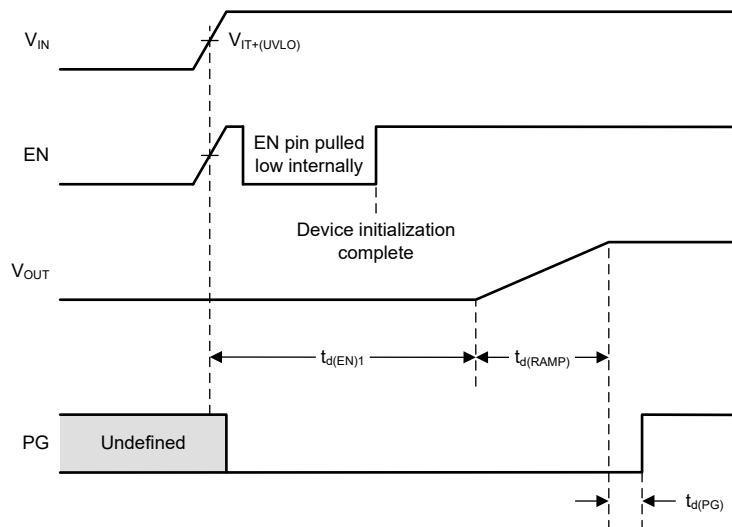 VIN
VIT+(UVLO)
EN
EN pin pulled
low internally
Device initialization
complete
VOUT
td(EN)1
td(RAMP)
PG
Undefined
td(PG)